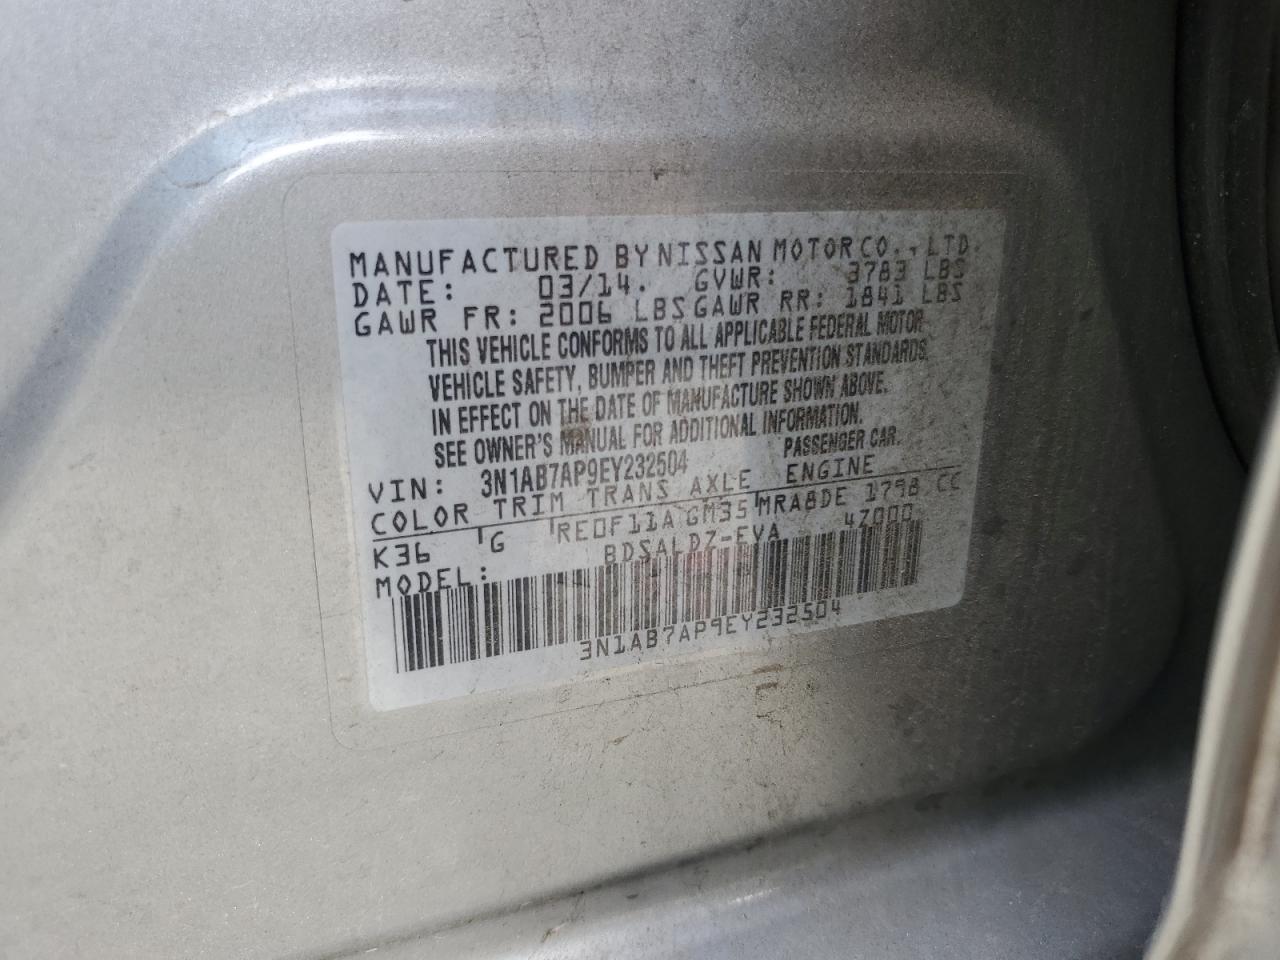 MANUFACTURED BY NISSAN MOTOR CO., LTD.
DATE: 03/14. GVWR: 3783 LBS
GAWR FR: 2006 LBS GAWR RR: 1841 LBS
THIS VEHICLE CONFORMS TO ALL APPLICABLE FEDERAL MOTOR
VEHICLE SAFETY, BUMPER AND THEFT PREVENTION STANDARDS
IN EFFECT ON THE DATE OF MANUFACTURE SHOWN ABOVE.
SEE OWNER'S MANUAL FOR ADDITIONAL INFORMATION.
VIN: 3N1AB7AP9EY232504 PASSENGER CAR.
COLOR TRIM TRANS AXLE ENGINE
K36 G RE0F11A GM35 MRA8DE 1798 CC
MODEL: BDSALDZ-EVA 4Z000
3N1AB7AP9EY232504